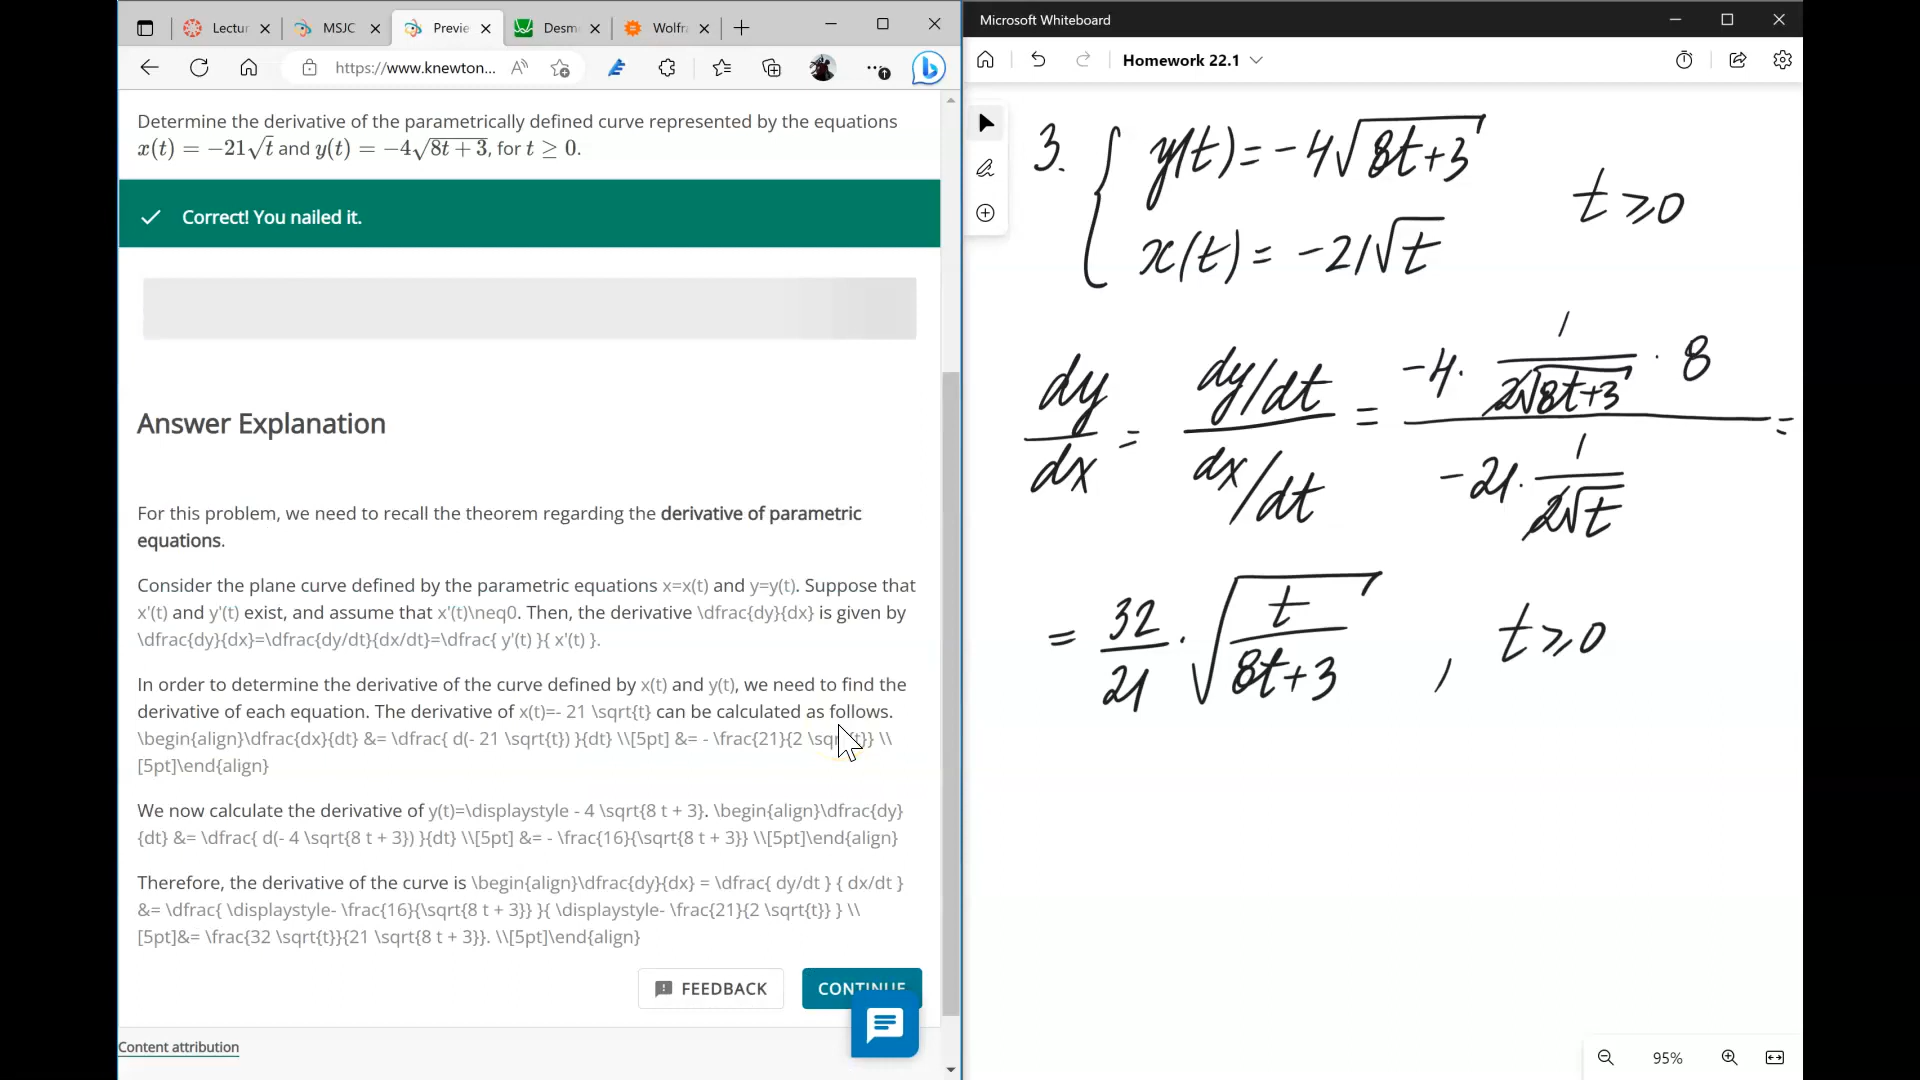 Lectur
MSJC
Previe
Desm
Wolfr
https://www.knewton...
Determine the derivative of the parametrically defined curve represented by the equations
x(t) = −21√t and y(t) = −4√(8t + 3), for t ≥ 0.
Correct! You nailed it.
Answer Explanation
For this problem, we need to recall the theorem regarding the derivative of parametric
equations.
Consider the plane curve defined by the parametric equations x=x(t) and y=y(t). Suppose that
x'(t) and y'(t) exist, and assume that x'(t)\neq0. Then, the derivative \dfrac{dy}{dx} is given by
\dfrac{dy}{dx}=\dfrac{dy/dt}{dx/dt}=\dfrac{ y'(t) }{ x'(t) }.
In order to determine the derivative of the curve defined by x(t) and y(t), we need to find the
derivative of each equation. The derivative of x(t)=- 21 \sqrt{t} can be calculated as follows.
\begin{align}\dfrac{dx}{dt} &= \dfrac{ d(- 21 \sqrt{t}) }{dt} \\[5pt] &= - \frac{21}{2 \sqrt{t}} \\
[5pt]\end{align}
We now calculate the derivative of y(t)=\displaystyle - 4 \sqrt{8 t + 3}. \begin{align}\dfrac{dy}
{dt} &= \dfrac{ d(- 4 \sqrt{8 t + 3}) }{dt} \\[5pt] &= - \frac{16}{\sqrt{8 t + 3}} \\[5pt]\end{align}
Therefore, the derivative of the curve is \begin{align}\dfrac{dy}{dx} = \dfrac{ dy/dt } { dx/dt }
&= \dfrac{ \displaystyle- \frac{16}{\sqrt{8 t + 3}} }{ \displaystyle- \frac{21}{2 \sqrt{t}} } \\
[5pt]&= \frac{32 \sqrt{t}}{21 \sqrt{8 t + 3}}. \\[5pt]\end{align}
FEEDBACK
CONTINUE
Content attribution
Microsoft Whiteboard
Homework 22.1
3. { y(t) = -4√(8t+3)
x(t) = -21√t
t ≥ 0
dy/dx = (dy/dt)/(dx/dt) = (-4 · 1/(2√(8t+3)) · 8)/(-21 · 1/(2√t)) =
= 32/21 · √(t/(8t+3)) , t ≥ 0
95%